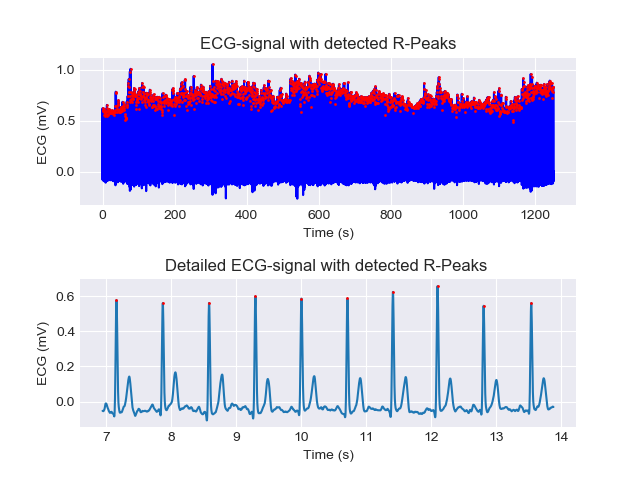 ECG-signal with detected R-Peaks
1.0
0.5
0.0
ECG (mV)
0 200 400 600 800 1000 1200
Time (s)
Detailed ECG-signal with detected R-Peaks
0.6
0.4
0.2
0.0
ECG (mV)
7 8 9 10 11 12 13 14
Time (s)